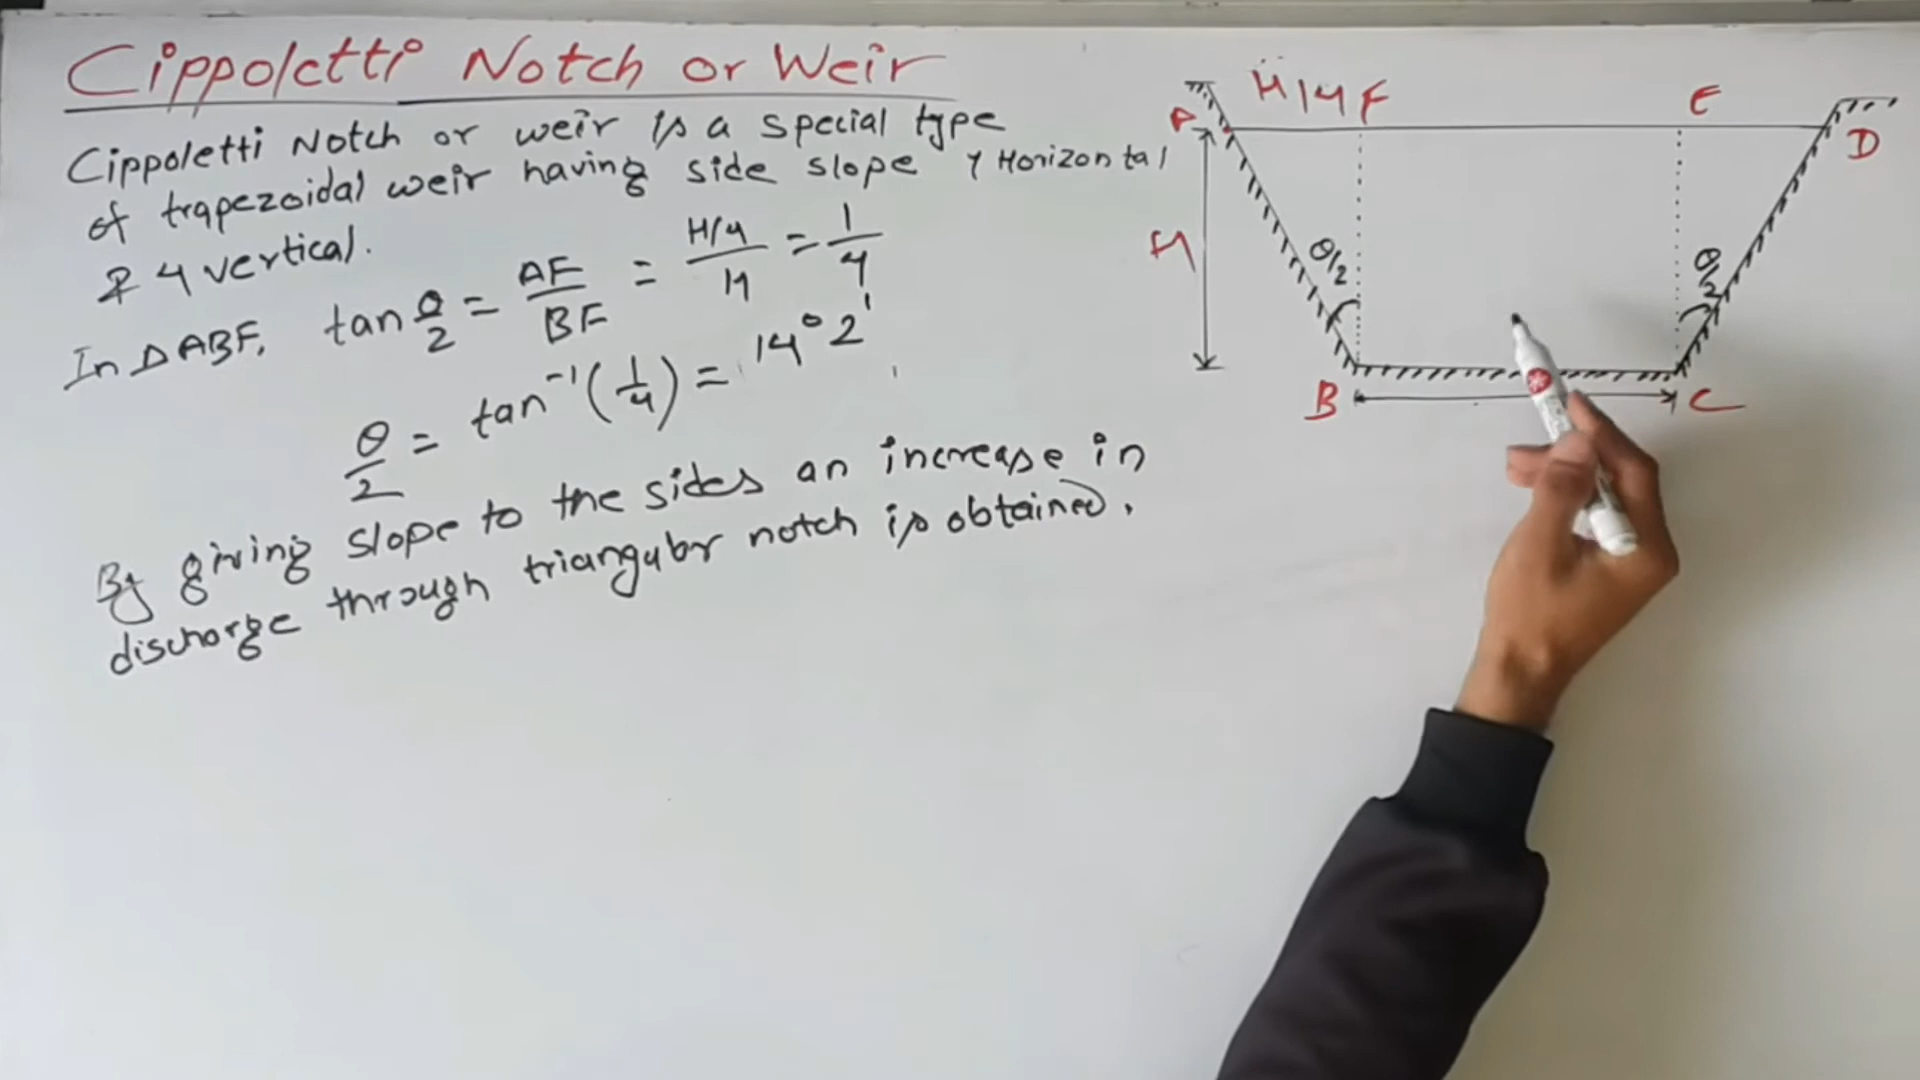 Cippoletti Notch or Weir
Cippoletti Notch or weir is a special type
of trapezoidal weir having side slope 1 Horizontal
& 4 vertical.
In Δ ABF, tan θ/2 = AF/BF = H/4/H = 1/4
θ/2 = tan⁻¹(1/4) = 14°2'
By giving slope to the sides an increase in
discharge through triangular notch is obtained.
A H/4 F E D
H θ/2 θ/2
B C